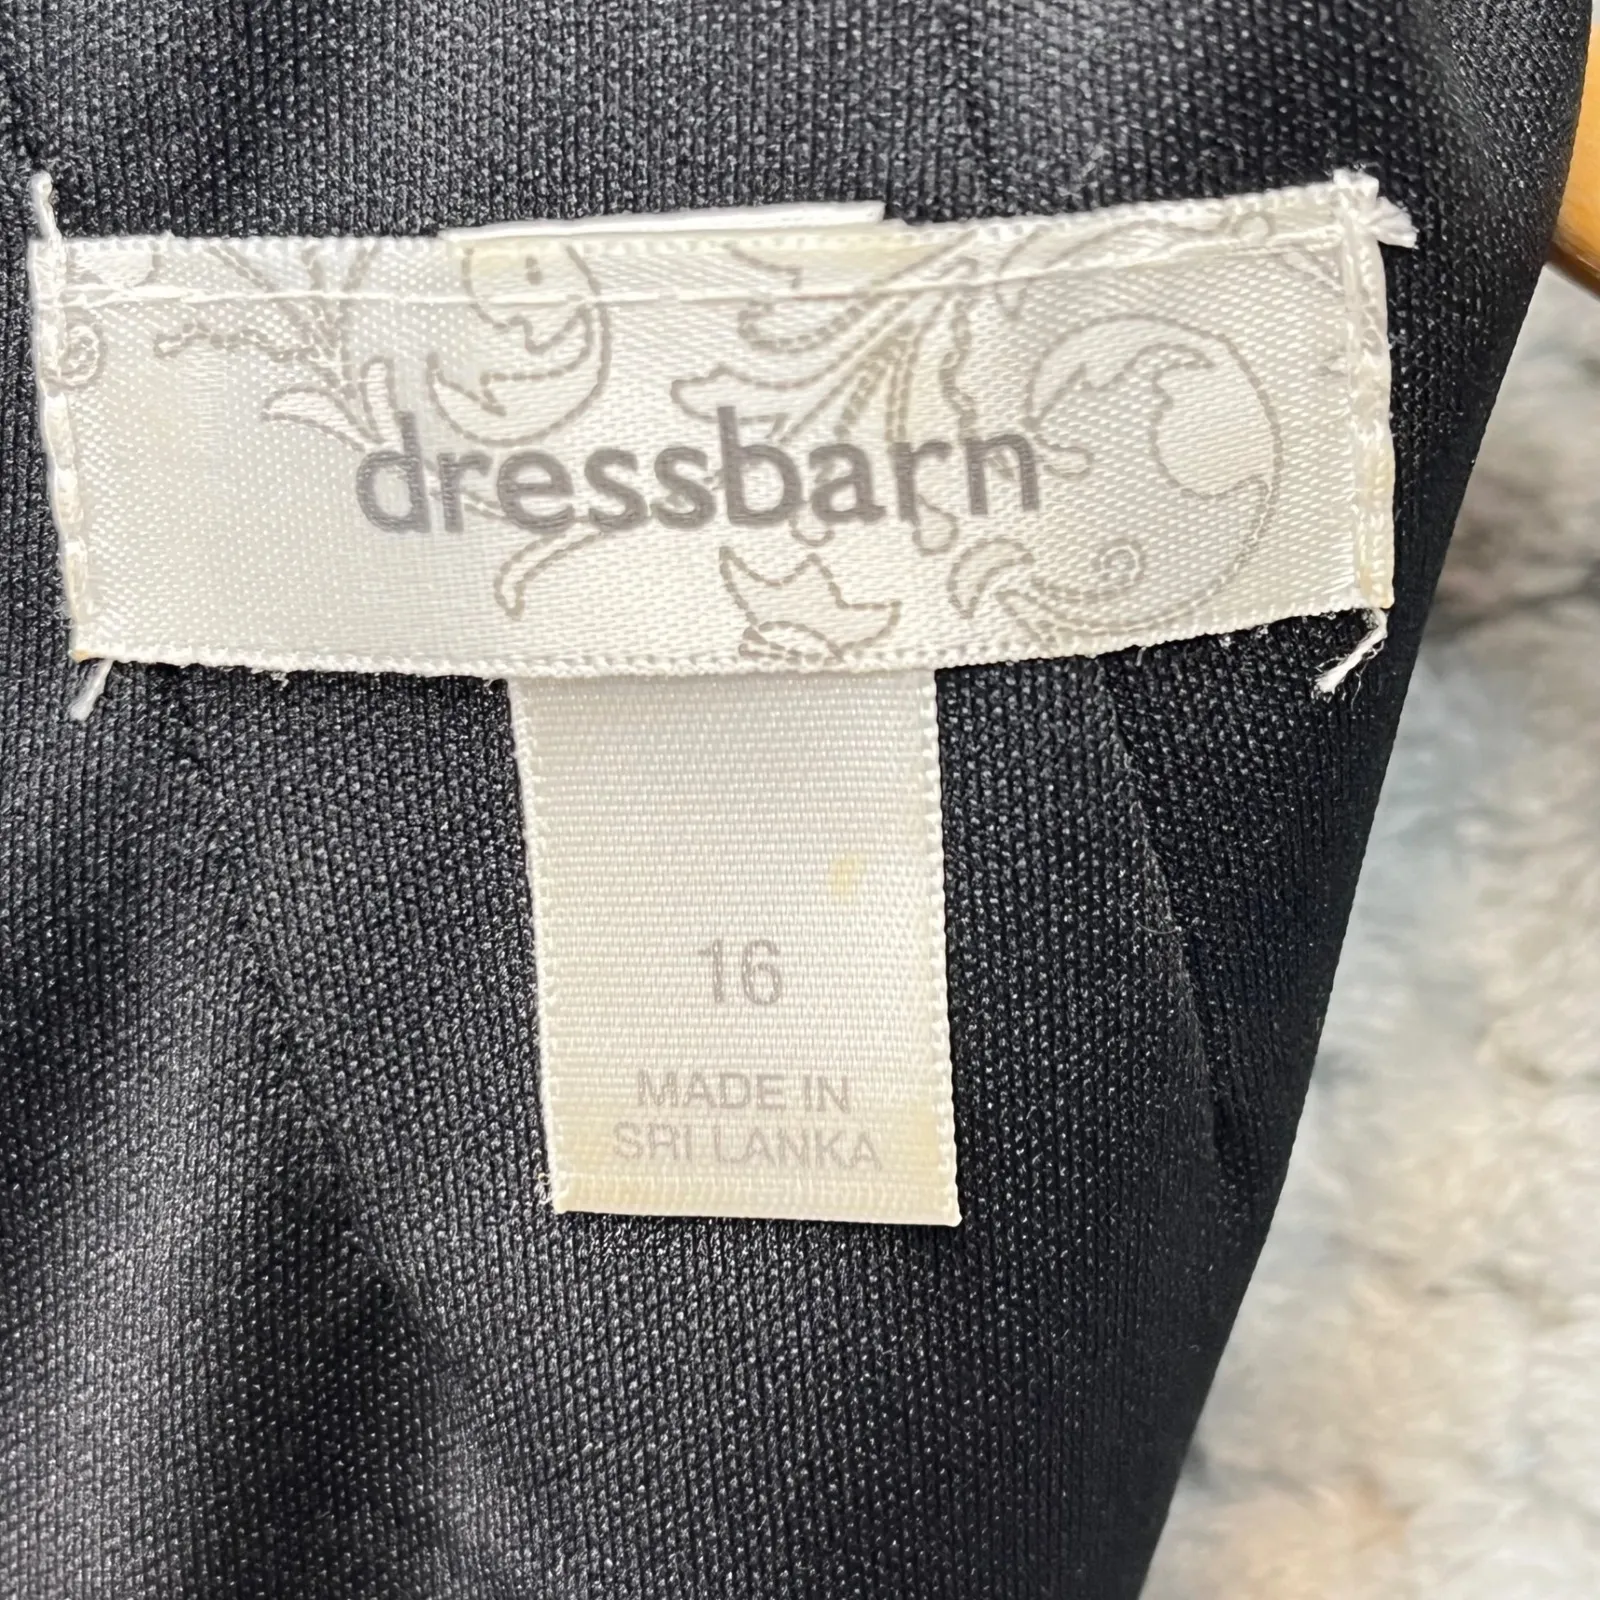 dressbarn
16
MADE IN
SRI LANKA